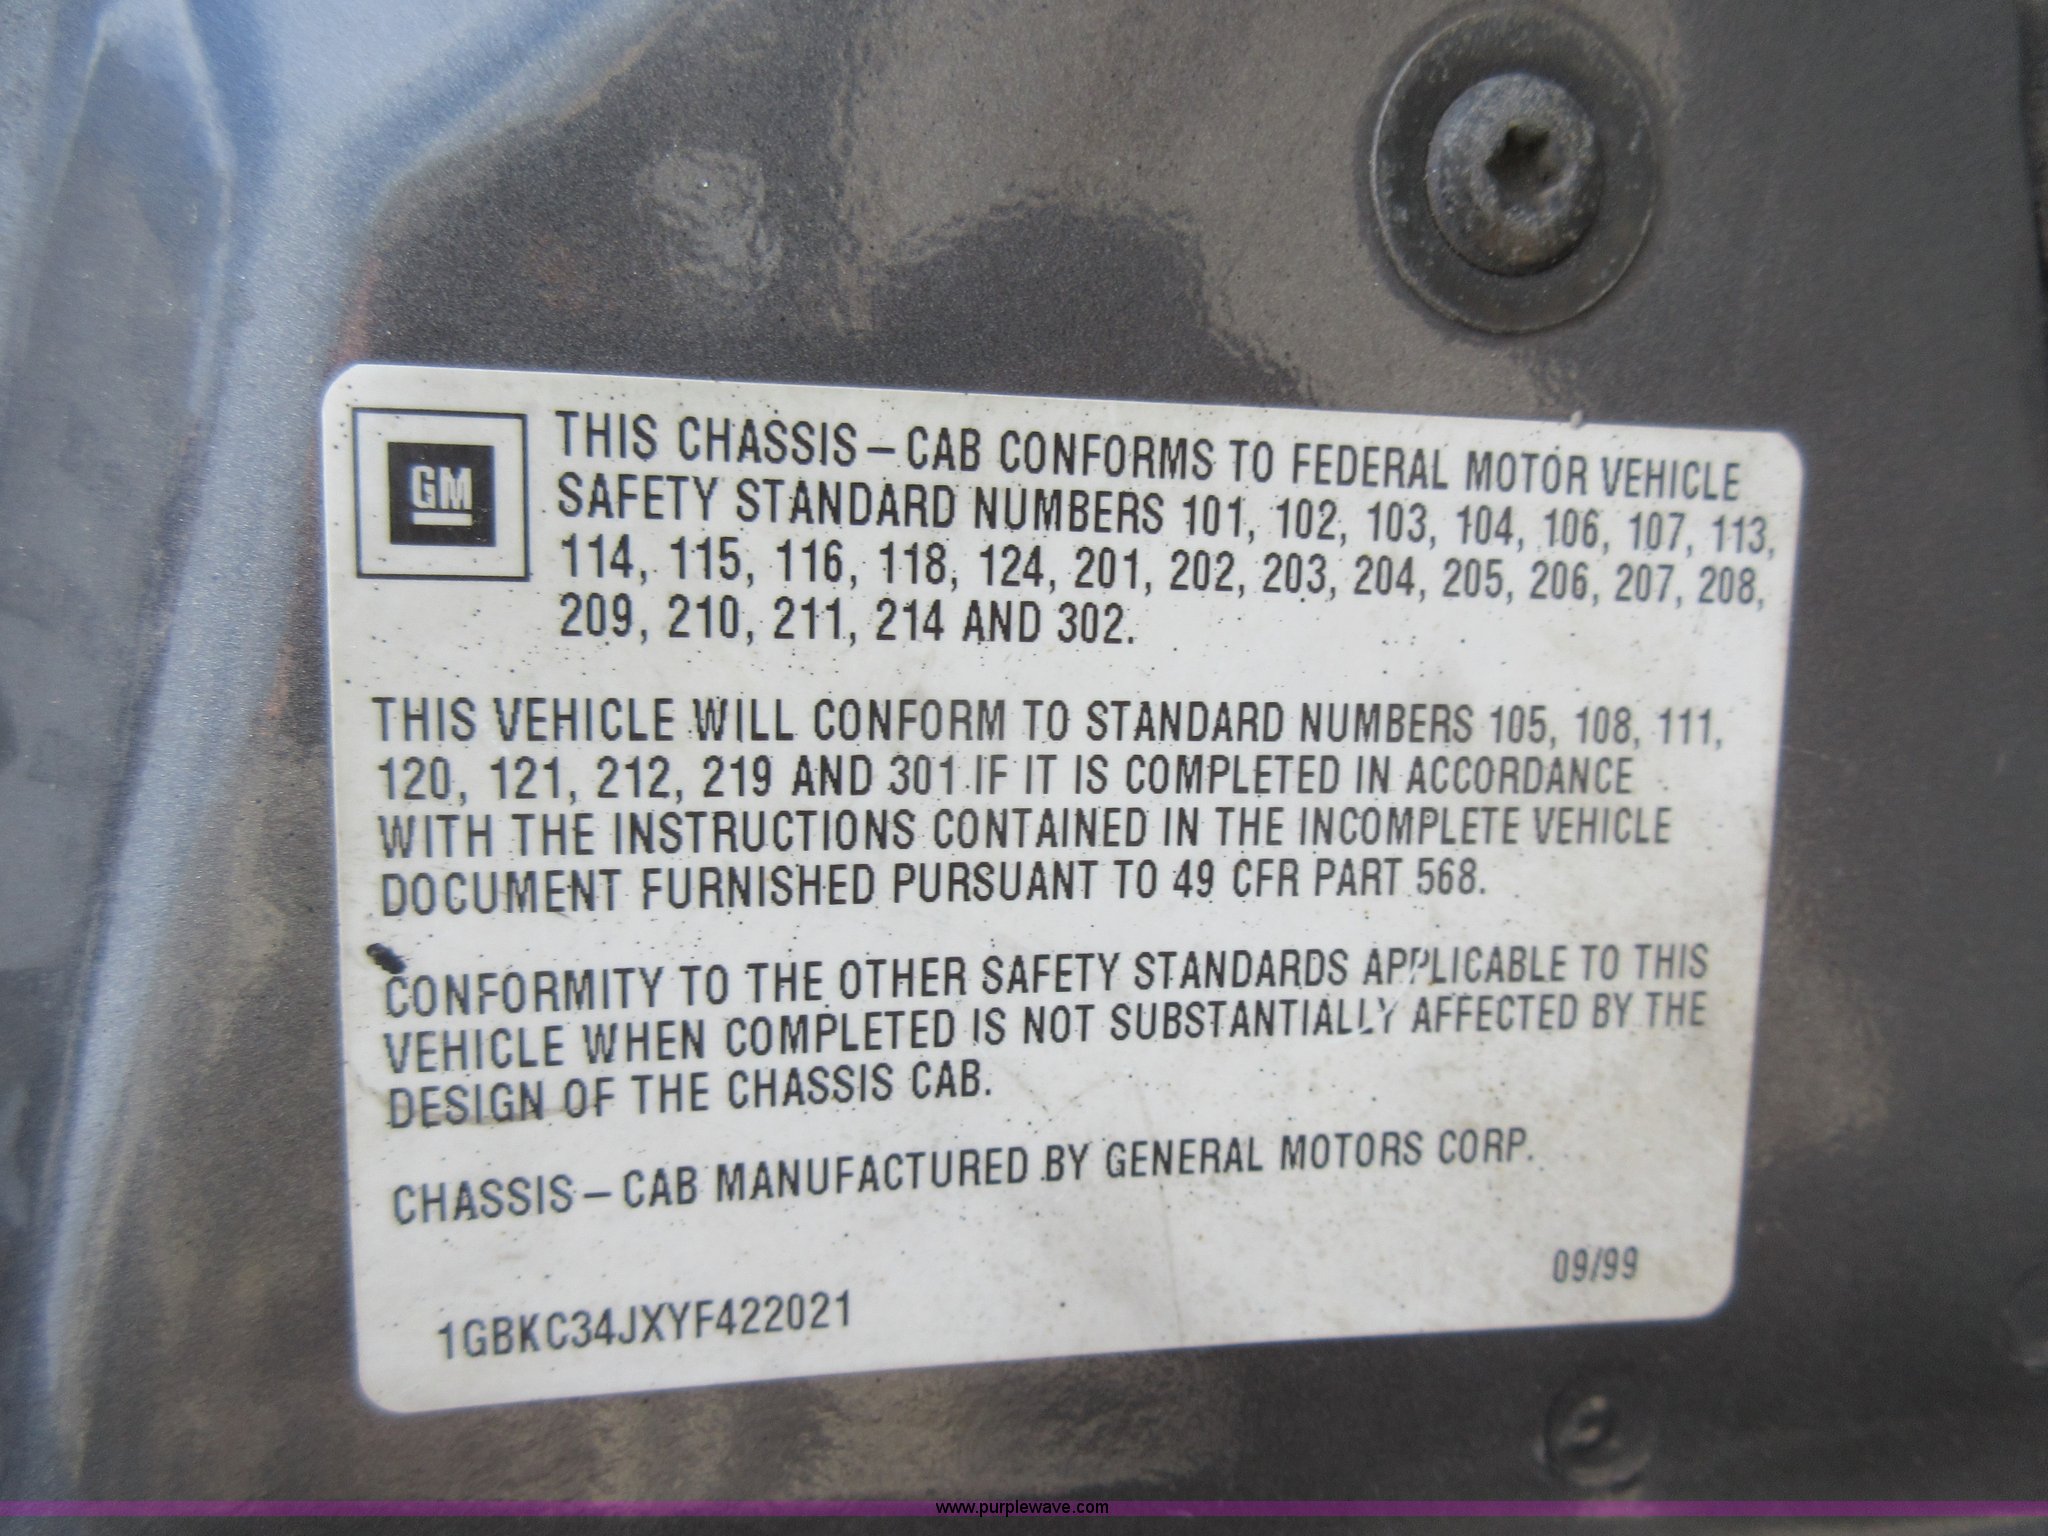 GM
THIS CHASSIS – CAB CONFORMS TO FEDERAL MOTOR VEHICLE
SAFETY STANDARD NUMBERS 101, 102, 103, 104, 106, 107, 113,
114, 115, 116, 118, 124, 201, 202, 203, 204, 205, 206, 207, 208,
209, 210, 211, 214 AND 302.
THIS VEHICLE WILL CONFORM TO STANDARD NUMBERS 105, 108, 111,
120, 121, 212, 219 AND 301 IF IT IS COMPLETED IN ACCORDANCE
WITH THE INSTRUCTIONS CONTAINED IN THE INCOMPLETE VEHICLE
DOCUMENT FURNISHED PURSUANT TO 49 CFR PART 568.
CONFORMITY TO THE OTHER SAFETY STANDARDS APPLICABLE TO THIS
VEHICLE WHEN COMPLETED IS NOT SUBSTANTIALLY AFFECTED BY THE
DESIGN OF THE CHASSIS CAB.
CHASSIS – CAB MANUFACTURED BY GENERAL MOTORS CORP.
09/99
1GBKC34JXYF422021
www.purplewave.com